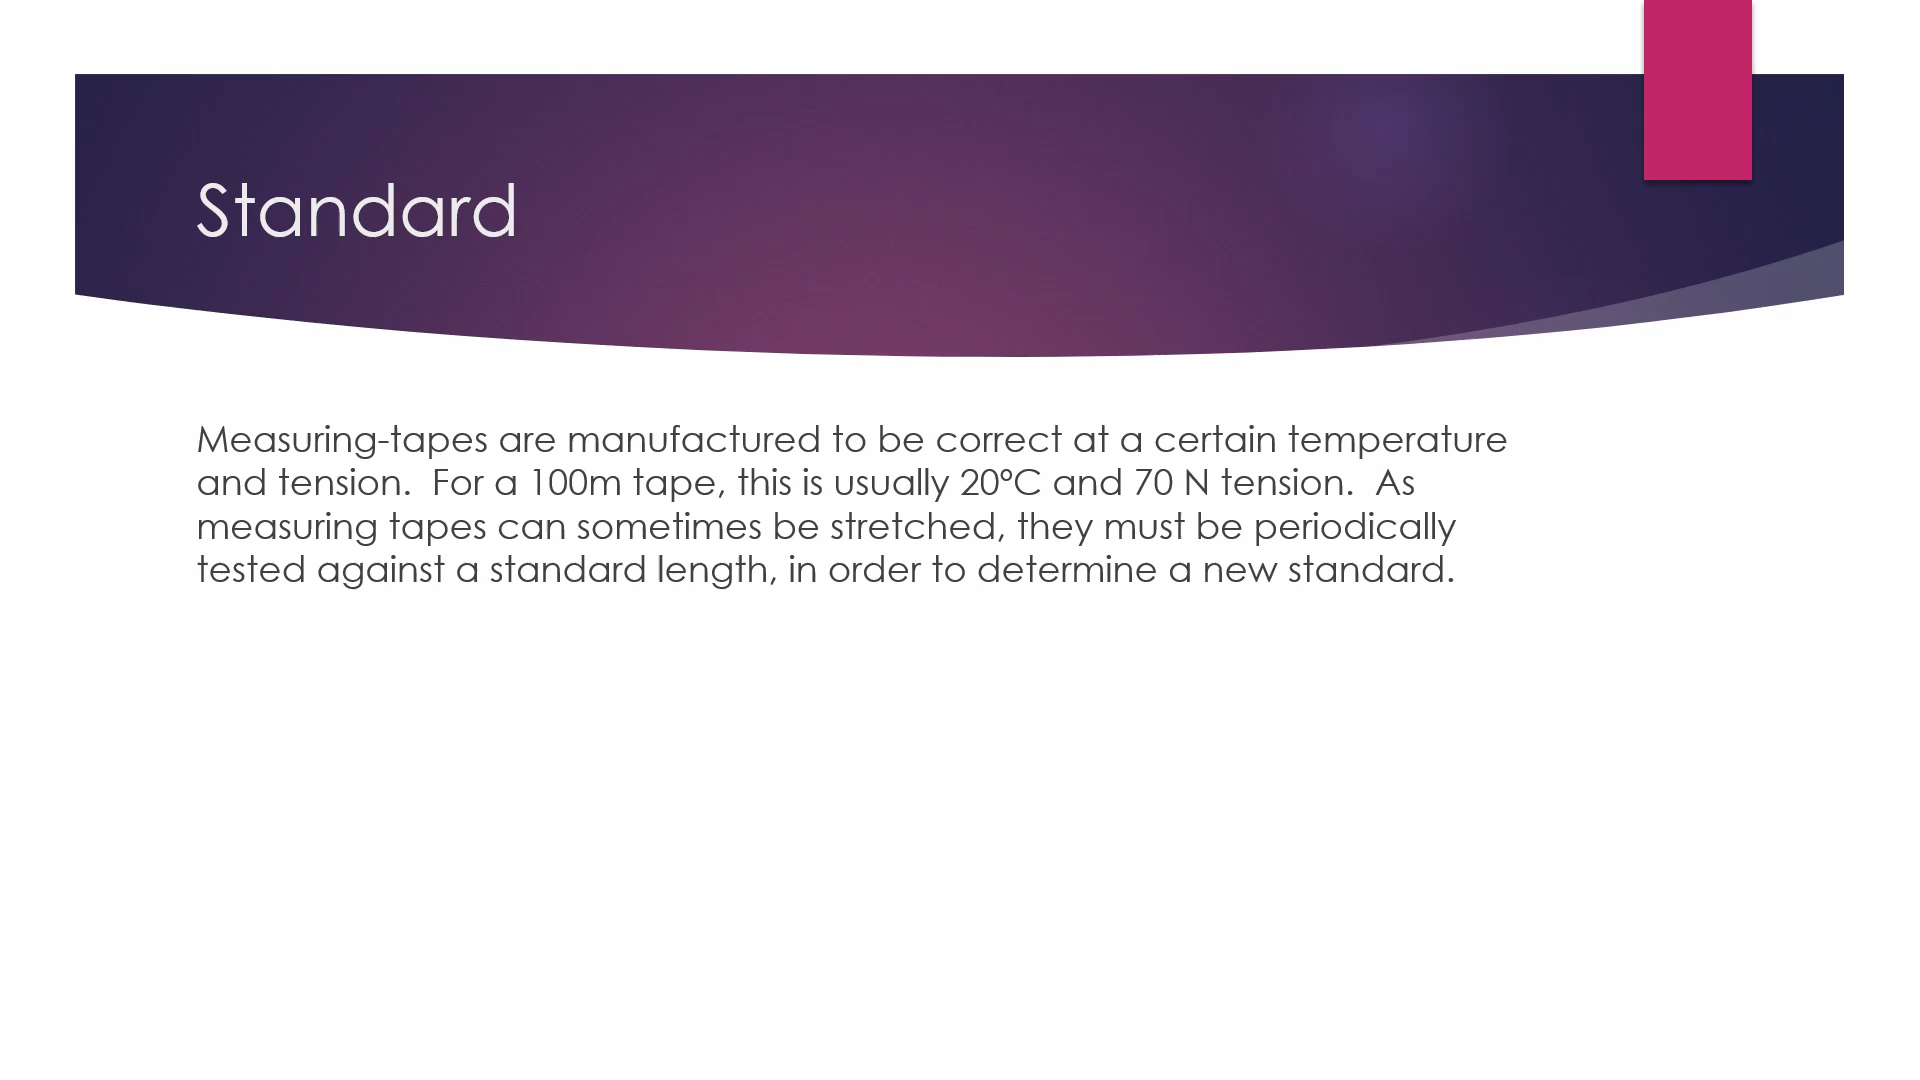 Standard
Measuring-tapes are manufactured to be correct at a certain temperature
and tension.  For a 100m tape, this is usually 20°C and 70 N tension.  As
measuring tapes can sometimes be stretched, they must be periodically
tested against a standard length, in order to determine a new standard.